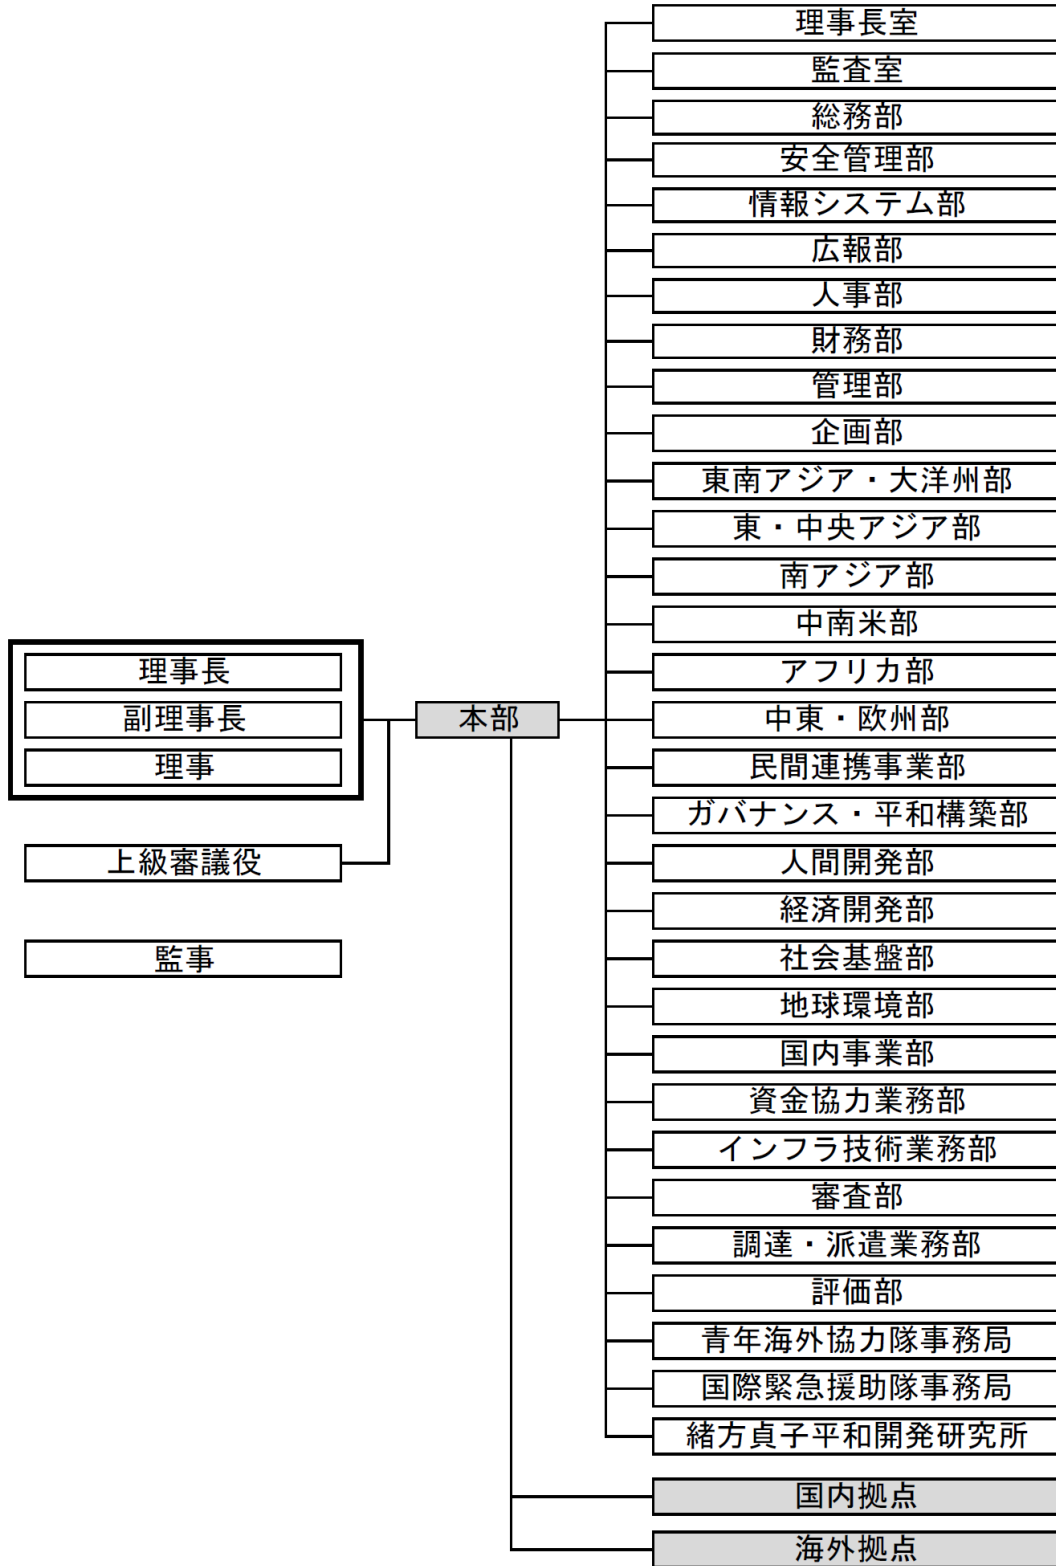 理事長
副理事長
理事
上級審議役
監事
本部
理事長室
監査室
総務部
安全管理部
情報システム部
広報部
人事部
財務部
管理部
企画部
東南アジア・大洋州部
東・中央アジア部
南アジア部
中南米部
アフリカ部
中東・欧州部
民間連携事業部
ガバナンス・平和構築部
人間開発部
経済開発部
社会基盤部
地球環境部
国内事業部
資金協力業務部
インフラ技術業務部
審査部
調達・派遣業務部
評価部
青年海外協力隊事務局
国際緊急援助隊事務局
緒方貞子平和開発研究所
国内拠点
海外拠点